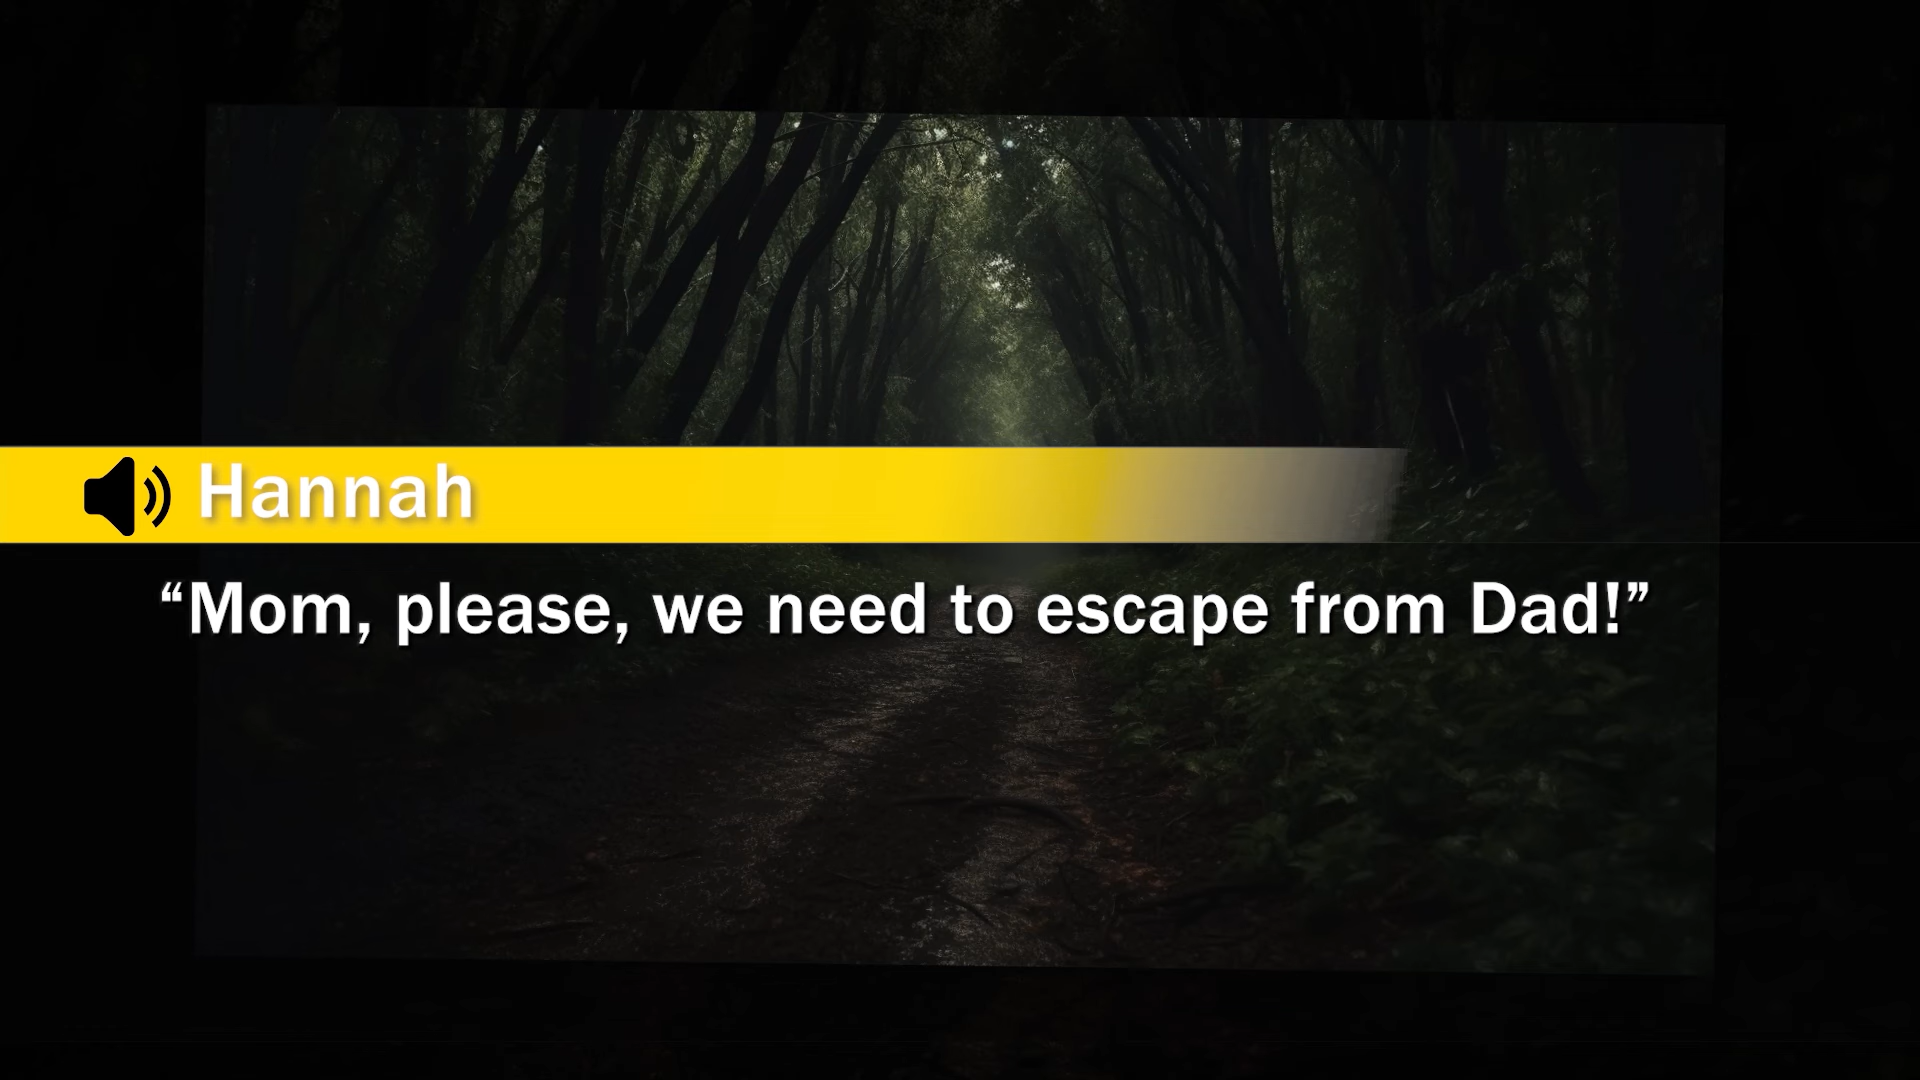 Hannah
“Mom, please, we need to escape from Dad!”